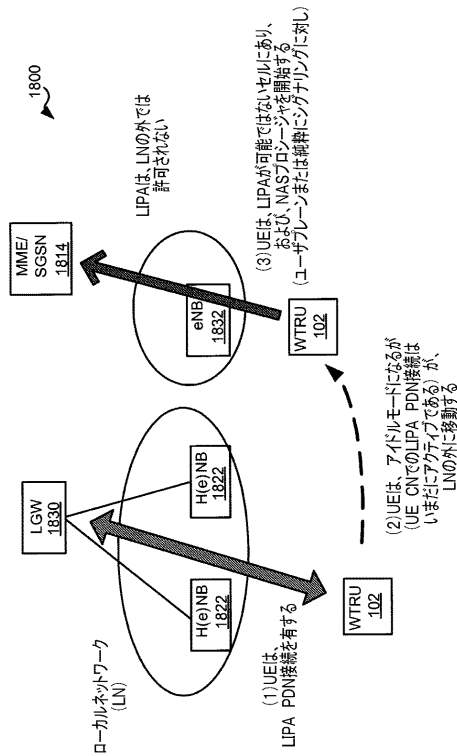 1800
ローカルネットワーク
(LN)
LGW
1830
H(e)NB
1822
H(e)NB
1822
(1)UEは、
LIPA PDN接続を有する
WTRU
102
(2)UEは、アイドルモードになるが
(UE CNでのLIPA PDN接続は
いまだにアクティブである)が、
LNの外に移動する
MME/
SGSN
1814
LIPAは、LNの外では
許可されない
eNB
1832
WTRU
102
(3)UEは、LIPAが可能ではないセルにあり、
および、NASプロシージャを開始する
(ユーザプレーンまたは純粋にシグナリングに対し)